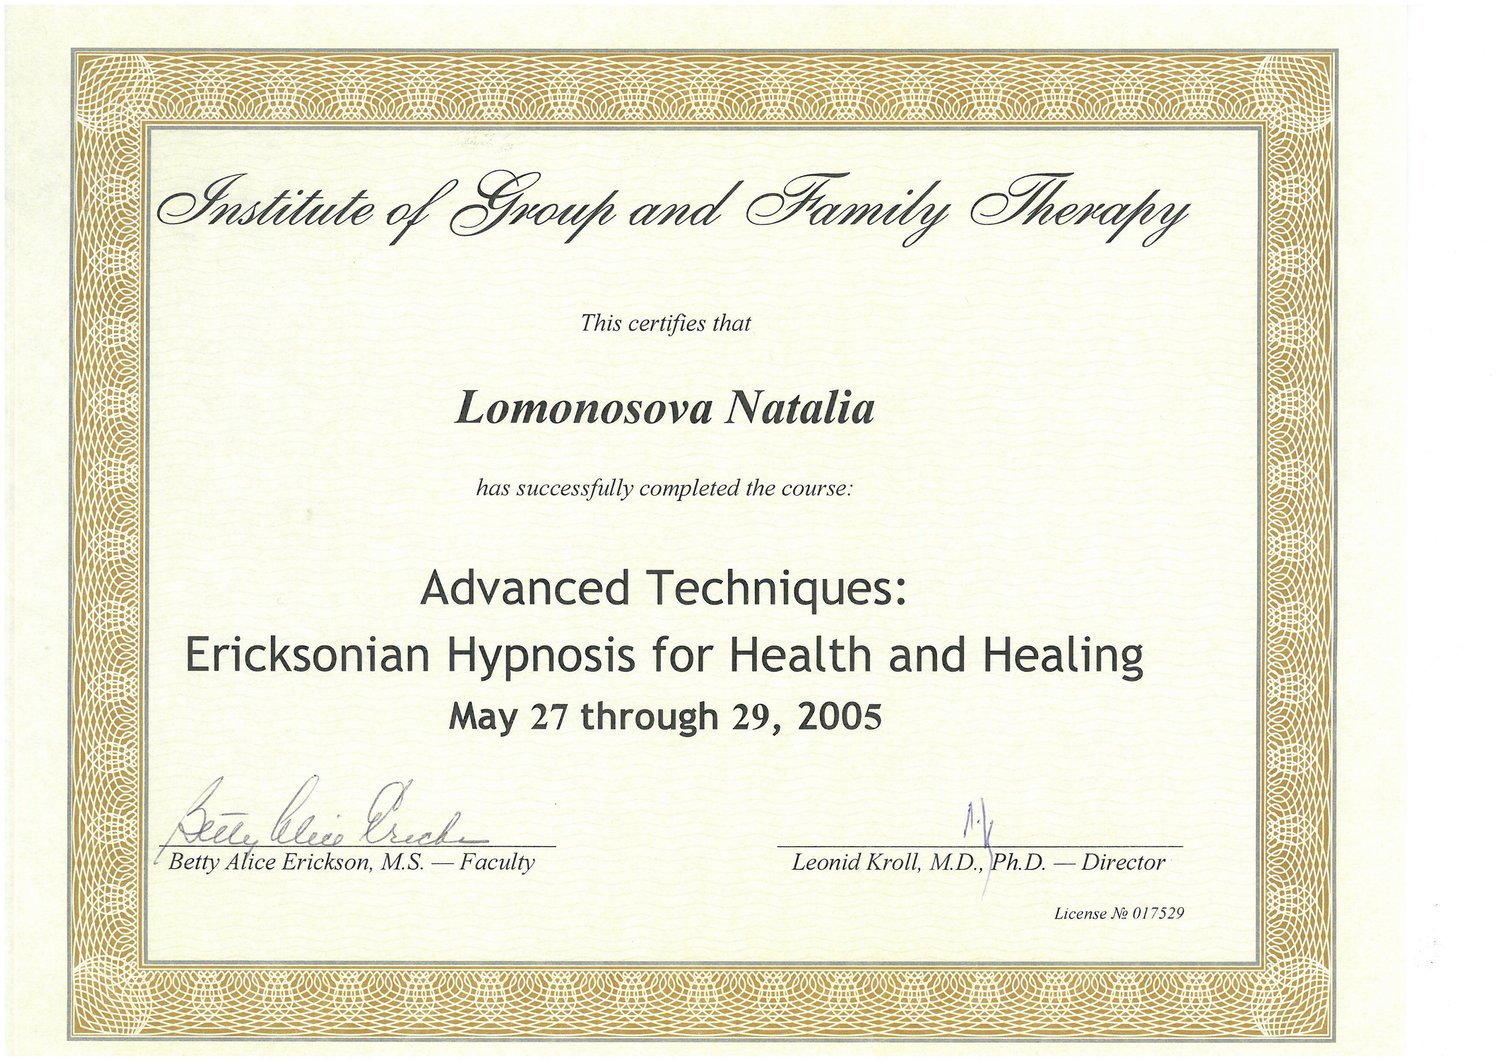 Institute of Group and Family Therapy
This certifies that
Lomonosova Natalia
has successfully completed the course:
Advanced Techniques:
Ericksonian Hypnosis for Health and Healing
May 27 through 29, 2005
Betty Alice Erickson
Betty Alice Erickson, M.S. — Faculty
Leonid Kroll, M.D., Ph.D. — Director
License № 017529